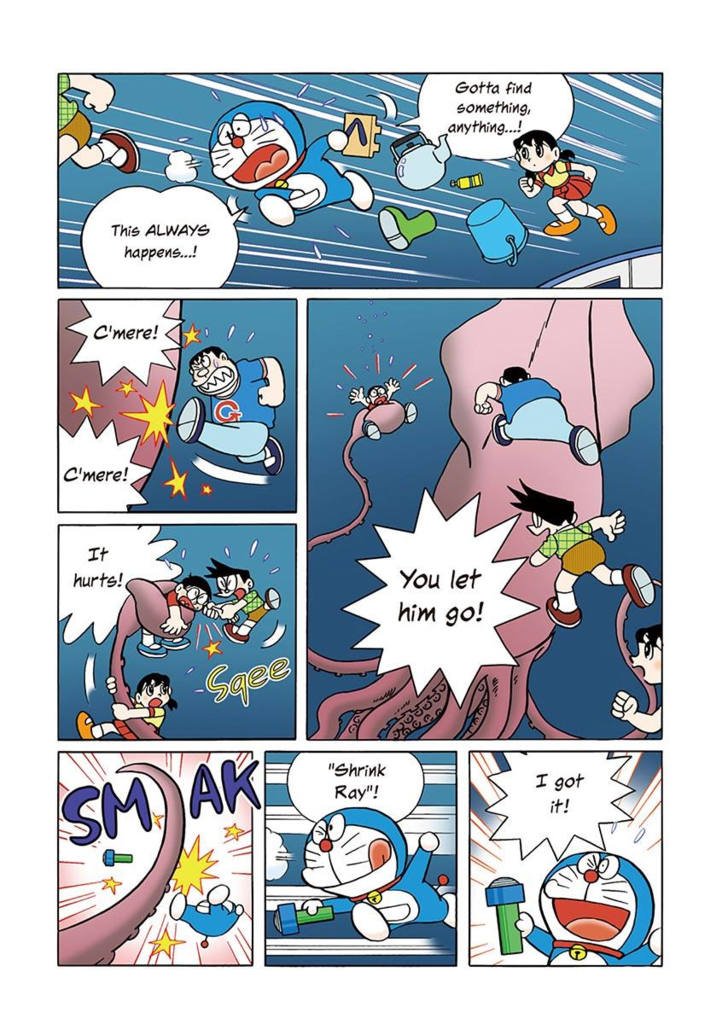 Gotta find
something,
anything...!
This ALWAYS
happens...!
You let
him go!
C'mere!
G
C'mere!
It
hurts!
Sqee
I got
it!
"Shrink
Ray"!
SMAK